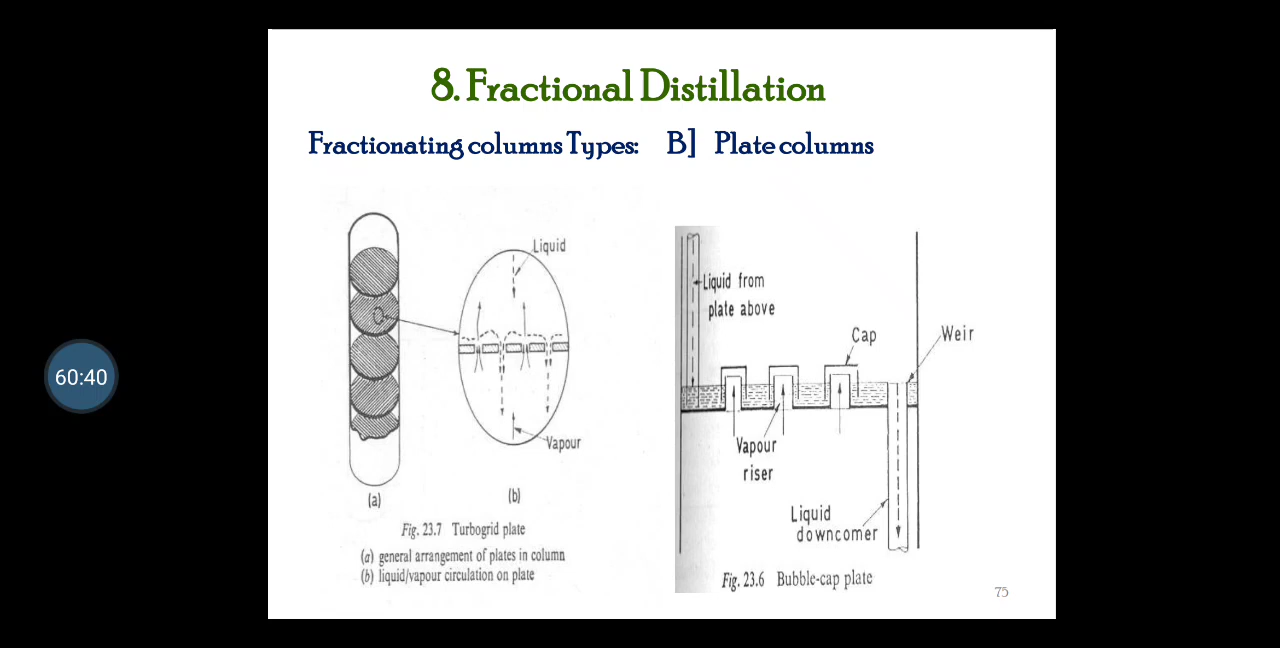 8. Fractional Distillation
Fractionating columns Types: B] Plate columns
Liquid
Vapour
(a)
(b)
Fig. 23.7 Turbogrid plate
(a) general arrangement of plates in column
(b) liquid/vapour circulation on plate
Liquid from
plate above
Cap
Weir
Vapour
riser
Liquid
downcomer
Fig. 23.6 Bubble-cap plate
75
60:40